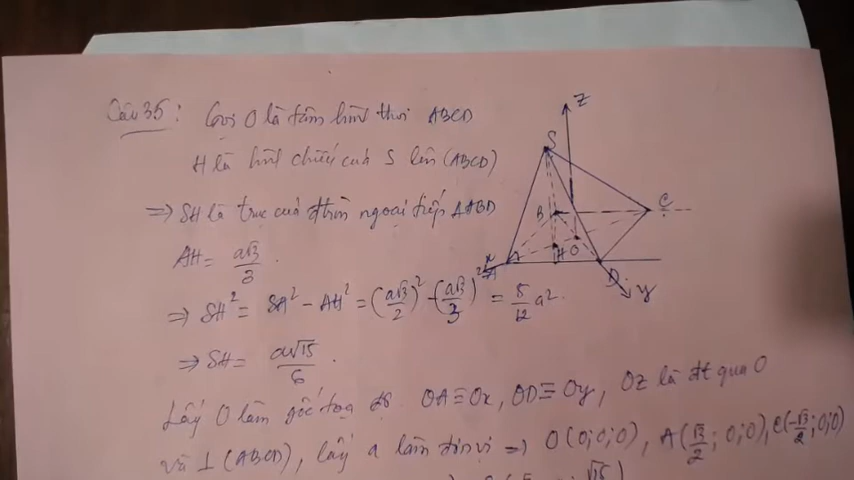 Câu 35: Gọi O là tâm hình thoi ABCD
H là hình chiếu của S lên (ABCD)
⇒ SH là trục của đtròn ngoại tiếp ΔABD
AH = a√3/3.
⇒ SH² = SA² - AH² = (a√3/2)² - (a√3/3)² = 5/12 a².
⇒ SH = a√15/6.
Lấy O làm gốc toạ độ. OA ≡ Ox, OD ≡ Oy, Oz là đt qua O
và ⊥ (ABCD), lấy a làm đơn vị ⇒ O(0;0;0), A(√3/2; 0;0), C(-√3/2;0;0)
√15
Z
S
C
B
A
H
O
D
y